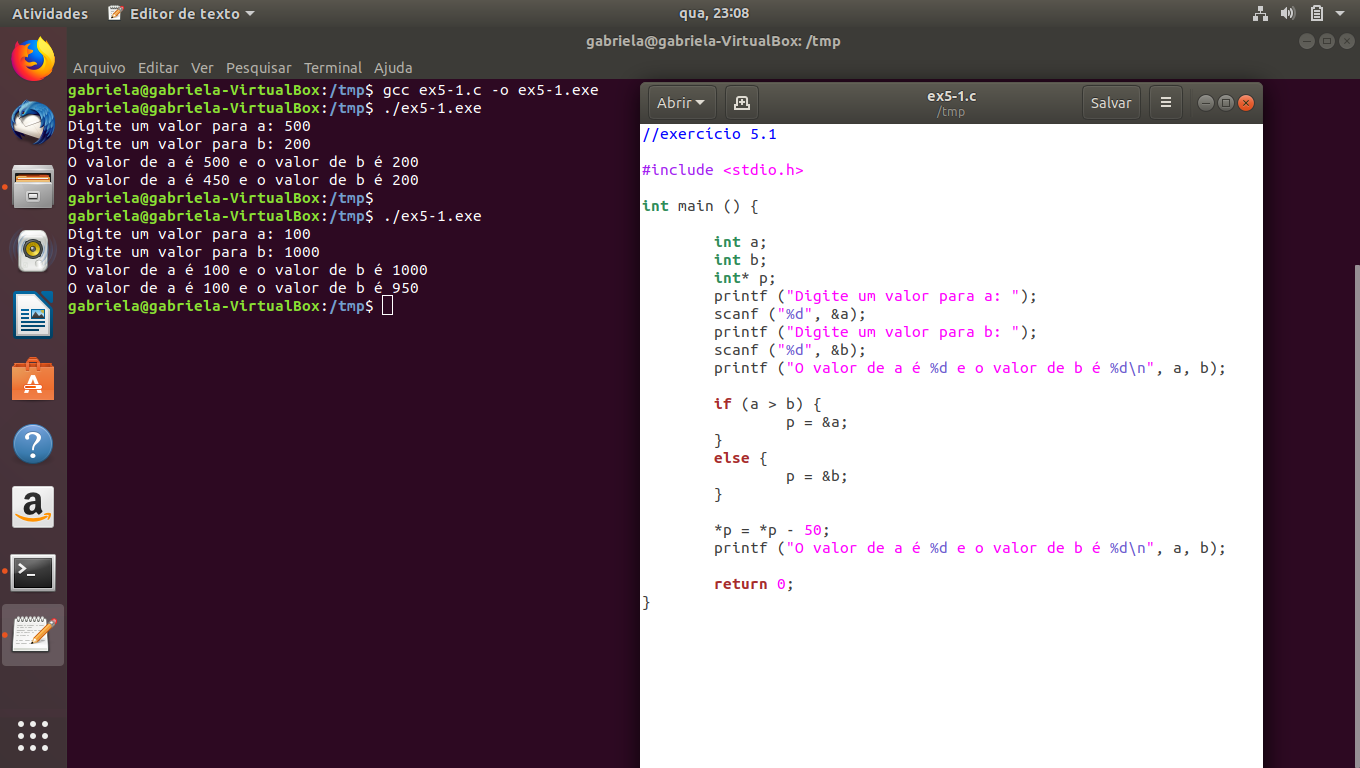 Atividades Editor de texto qua, 23:08
gabriela@gabriela-VirtualBox: /tmp
Arquivo Editar Ver Pesquisar Terminal Ajuda
gabriela@gabriela-VirtualBox:/tmp$ gcc ex5-1.c -o ex5-1.exe
gabriela@gabriela-VirtualBox:/tmp$ ./ex5-1.exe
Digite um valor para a: 500
Digite um valor para b: 200
O valor de a é 500 e o valor de b é 200
O valor de a é 450 e o valor de b é 200
gabriela@gabriela-VirtualBox:/tmp$
gabriela@gabriela-VirtualBox:/tmp$ ./ex5-1.exe
Digite um valor para a: 100
Digite um valor para b: 1000
O valor de a é 100 e o valor de b é 1000
O valor de a é 100 e o valor de b é 950
gabriela@gabriela-VirtualBox:/tmp$
Abrir ex5-1.c Salvar
/tmp
//exercício 5.1
#include <stdio.h>
int main () {
int a;
int b;
int* p;
printf ("Digite um valor para a: ");
scanf ("%d", &a);
printf ("Digite um valor para b: ");
scanf ("%d", &b);
printf ("O valor de a é %d e o valor de b é %d\n", a, b);
if (a > b) {
p = &a;
}
else {
p = &b;
}
*p = *p - 50;
printf ("O valor de a é %d e o valor de b é %d\n", a, b);
return 0;
}